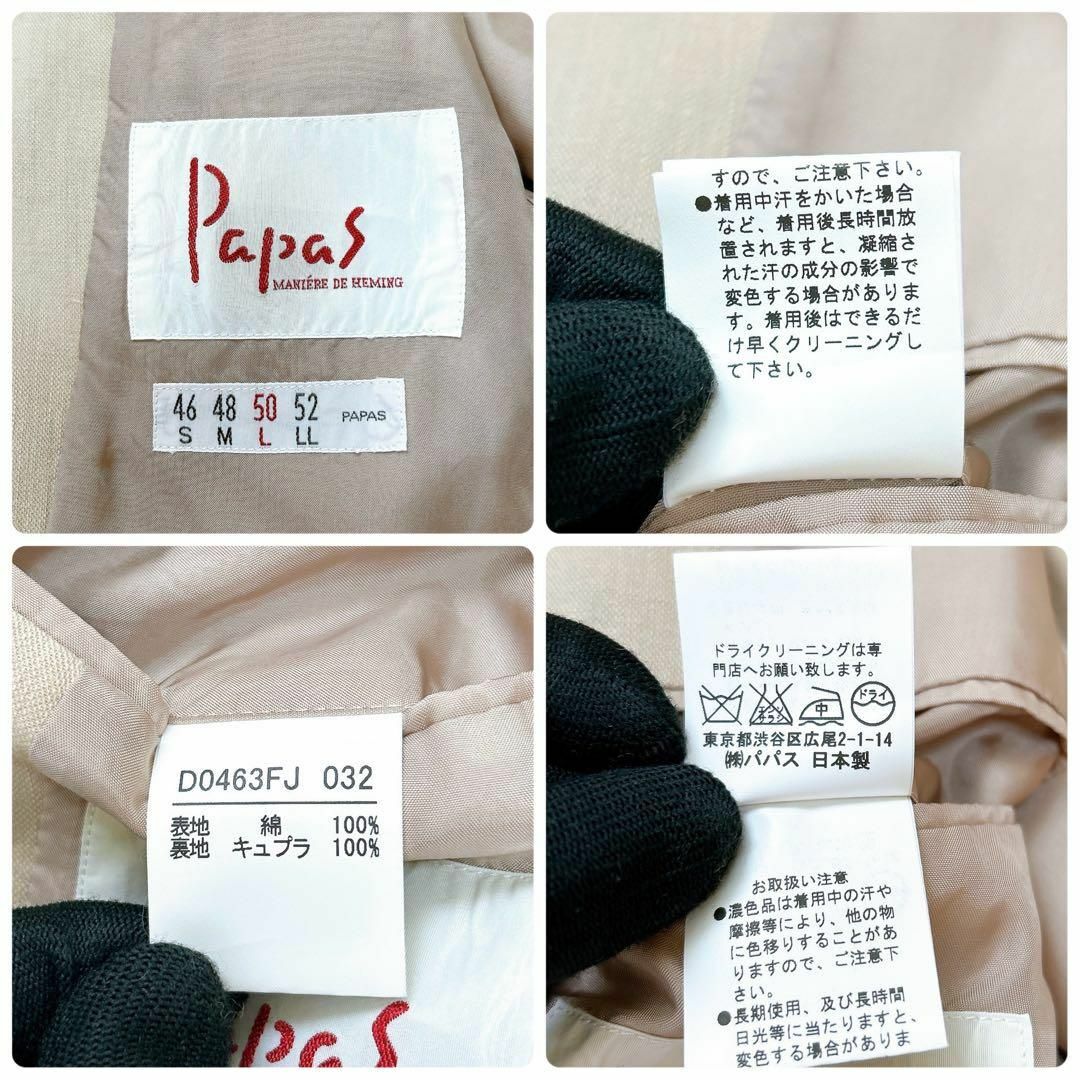 Papas
MANIÉRE DE HEMING
46 48 50 52 PAPAS
S M L LL
すので、ご注意下さい。
●着用中汗をかいた場合
など、着用後長時間放
置されますと、凝縮さ
れた汗の成分の影響で
変色する場合がありま
す。着用後はできるだ
け早くクリーニングし
て下さい。
D0463FJ 032
表地 綿 100%
裏地 キュプラ 100%
Papas
ドライクリーニングは専
門店へお願い致します。
エンソ サラシ 中 ドライ
東京都渋谷区広尾2-1-14
㈱パパス 日本製
お取扱い注意
●濃色品は着用中の汗や
摩擦等により、他の物
に色移りすることがあ
りますので、ご注意下
さい。
●長期使用、及び長時間
日光等に当たりますと、
変色する場合がありま